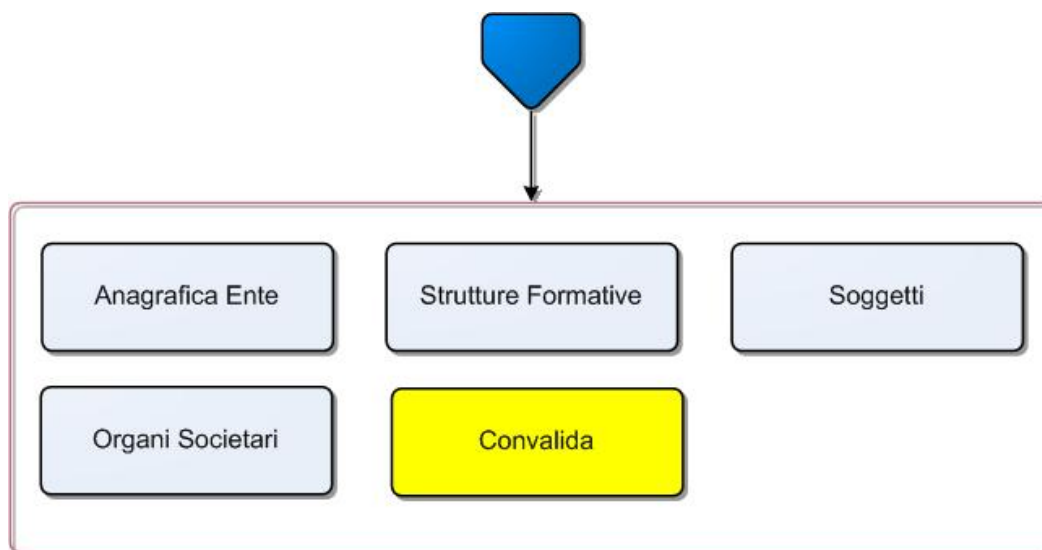 Anagrafica Ente
Strutture Formative
Soggetti
Organi Societari
Convalida